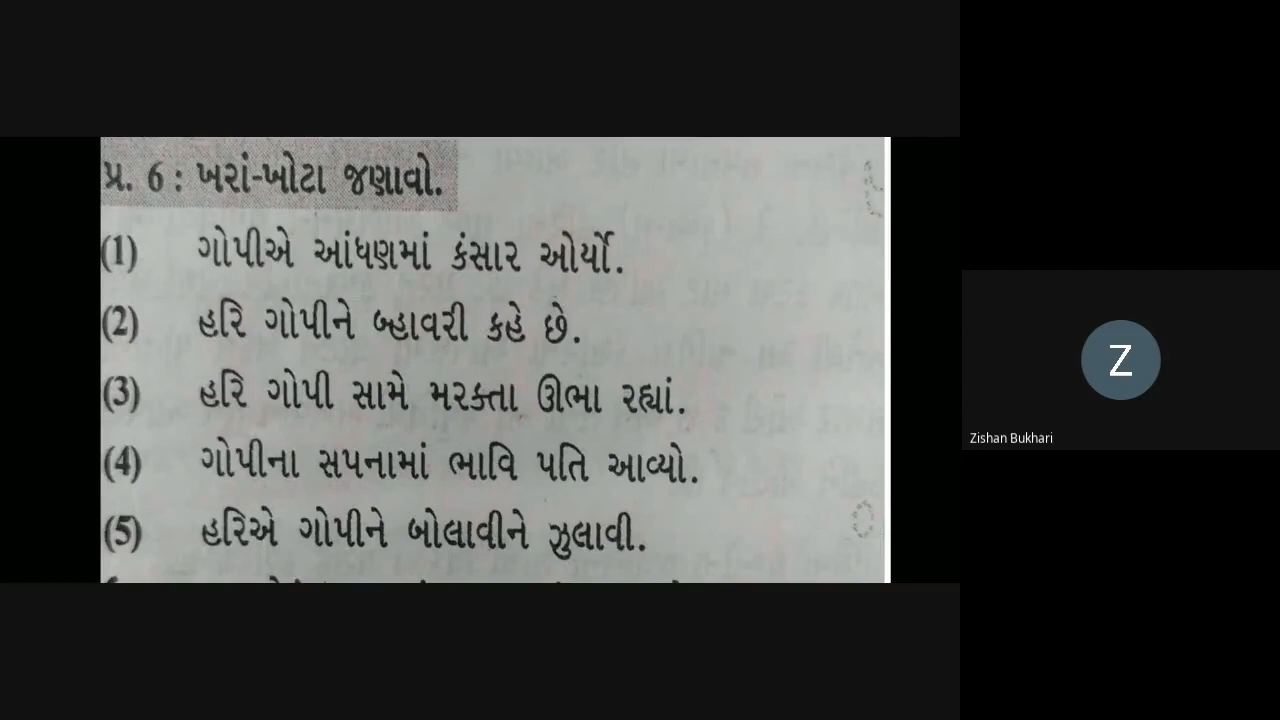 પ્ર. 6 : ખરાં-ખોટા જણાવો.
(1) ગોપીએ આંધણમાં કંસાર ઓર્યો.
(2) હરિ ગોપીને બ્હાવરી કહે છે.
(3) હરિ ગોપી સામે મરક્તા ઊભા રહ્યાં.
(4) ગોપીના સપનામાં ભાવિ પતિ આવ્યો.
(5) હરિએ ગોપીને બોલાવીને ઝુલાવી.
Z
Zishan Bukhari